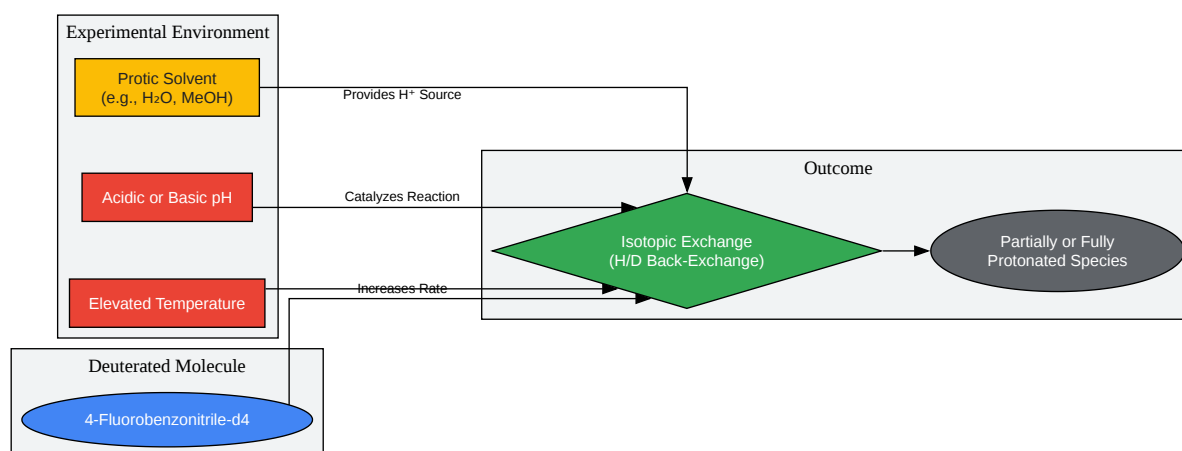 Experimental Environment
Protic Solvent
(e.g., H₂O, MeOH)
Provides H⁺ Source
Acidic or Basic pH
Catalyzes Reaction
Elevated Temperature
Increases Rate
Deuterated Molecule
4-Fluorobenzonitrile-d4
Outcome
Isotopic Exchange
(H/D Back-Exchange)
Partially or Fully
Protonated Species